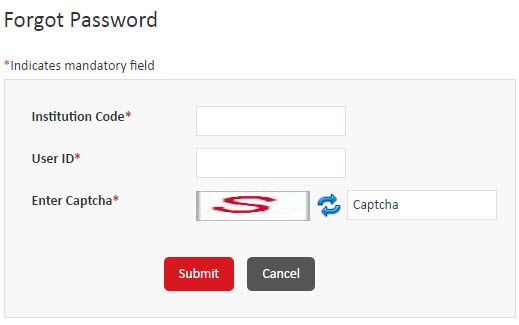 Forgot Password
*Indicates mandatory field
Institution Code*
User ID*
Enter Captcha* S Captcha
Submit Cancel